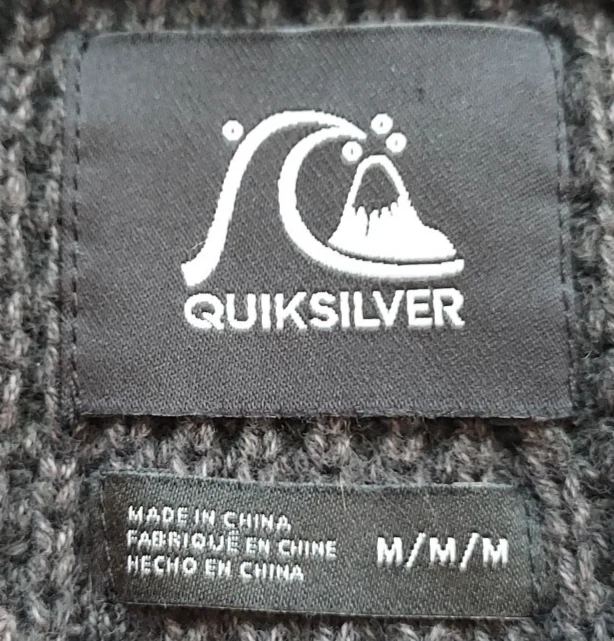 QUIKSILVER
MADE IN CHINA
FABRIQUÉ EN CHINE
HECHO EN CHINA
M/M/M